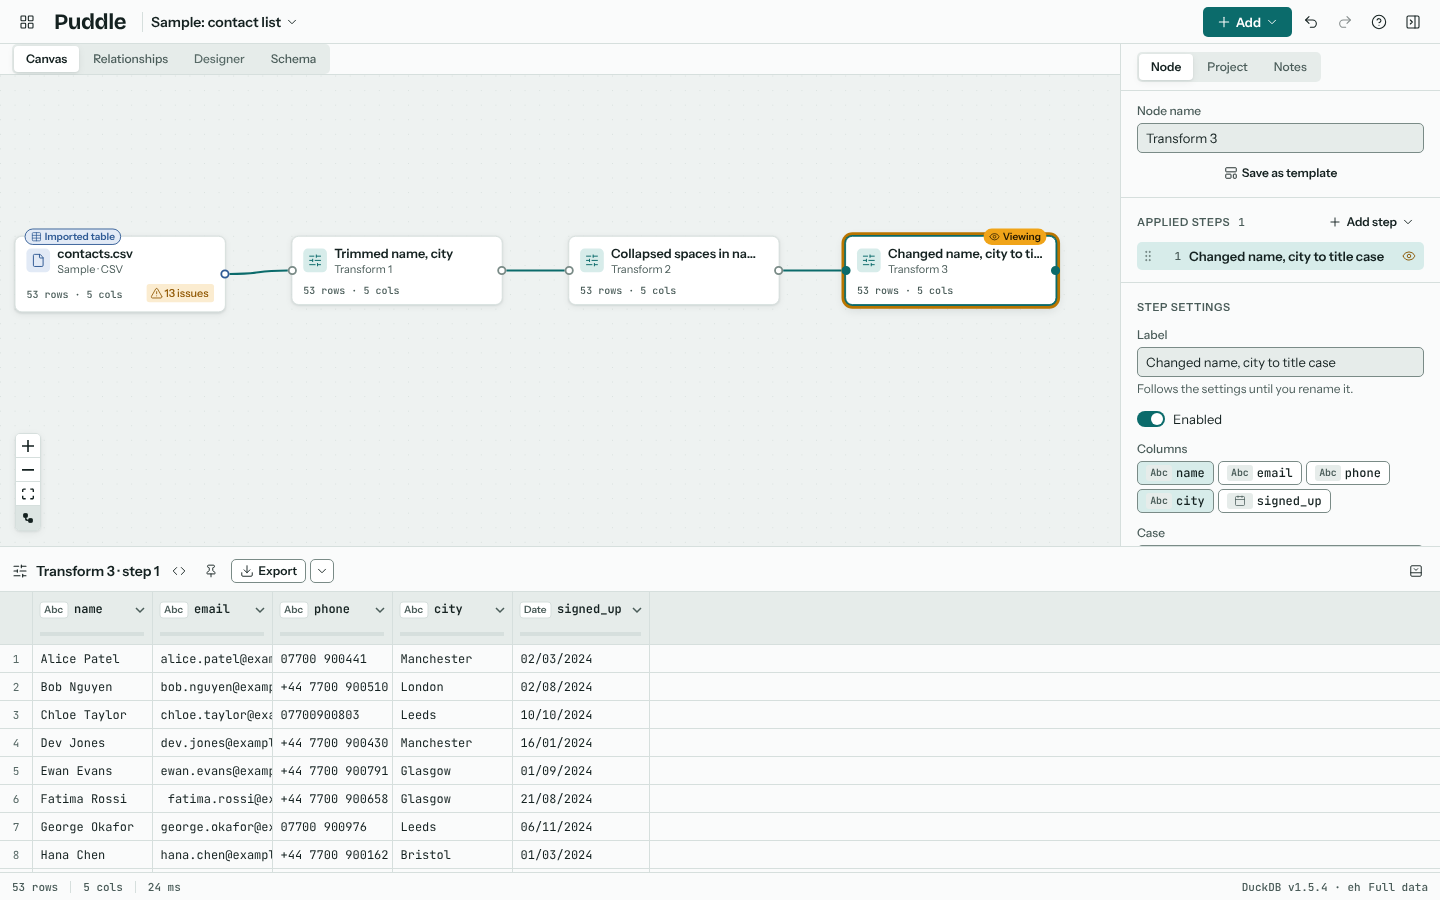 Puddle
Sample: contact list
Add
Canvas
Relationships
Designer
Schema
Node
Project
Notes
Node name
Transform 3
Save as template
APPLIED STEPS 1
Add step
1 Changed name, city to title case
STEP SETTINGS
Label
Changed name, city to title case
Follows the settings until you rename it.
Enabled
Columns
Abc name
Abc email
Abc phone
Abc city
signed_up
Case
Imported table
contacts.csv
Sample · CSV
53 rows · 5 cols
13 issues
Trimmed name, city
Transform 1
53 rows · 5 cols
Collapsed spaces in na...
Transform 2
53 rows · 5 cols
Viewing
Changed name, city to ti...
Transform 3
53 rows · 5 cols
Transform 3 · step 1
Export
Abc name
Abc email
Abc phone
Abc city
Date signed_up
1 Alice Patel alice.patel@exam 07700 900441 Manchester 02/03/2024
2 Bob Nguyen bob.nguyen@examp +44 7700 900510 London 02/08/2024
3 Chloe Taylor chloe.taylor@exa 07700900803 Leeds 10/10/2024
4 Dev Jones dev.jones@exampl +44 7700 900430 Manchester 16/01/2024
5 Ewan Evans ewan.evans@examp +44 7700 900791 Glasgow 01/09/2024
6 Fatima Rossi fatima.rossi@ex +44 7700 900658 Glasgow 21/08/2024
7 George Okafor george.okafor@ex 07700 900976 Leeds 06/11/2024
8 Hana Chen hana.chen@exampl +44 7700 900162 Bristol 01/03/2024
53 rows
5 cols
24 ms
DuckDB v1.5.4 · eh Full data